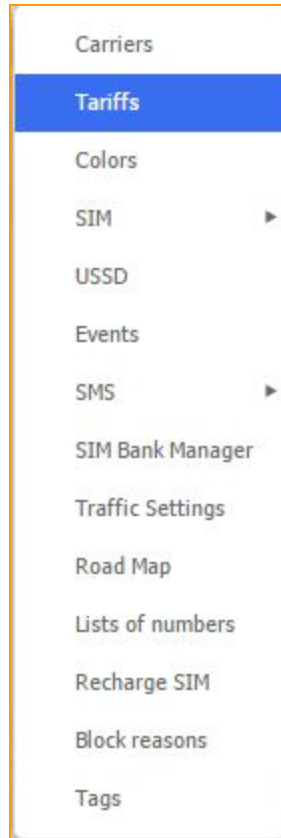 Carriers
Tariffs
Colors
SIM
USSD
Events
SMS
SIM Bank Manager
Traffic Settings
Road Map
Lists of numbers
Recharge SIM
Block reasons
Tags